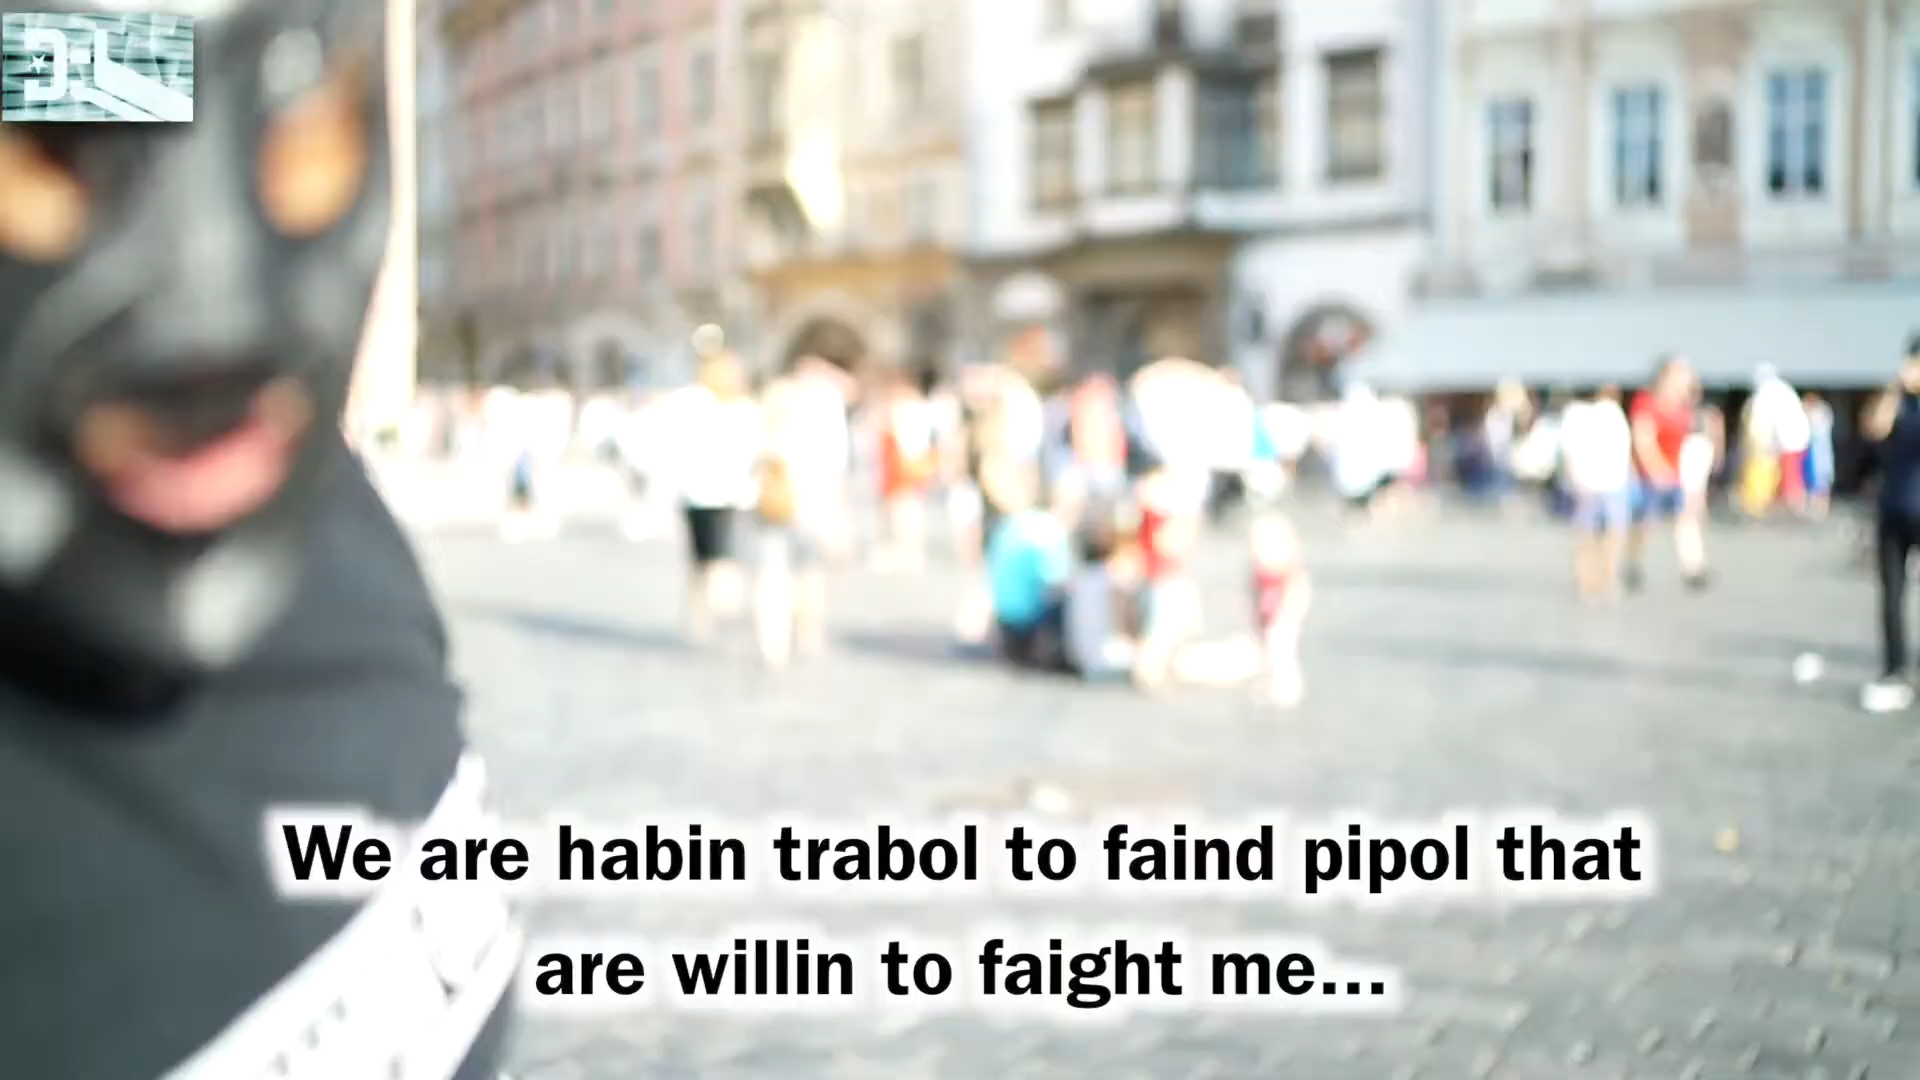 We are habin trabol to faind pipol that
are willin to faight me...